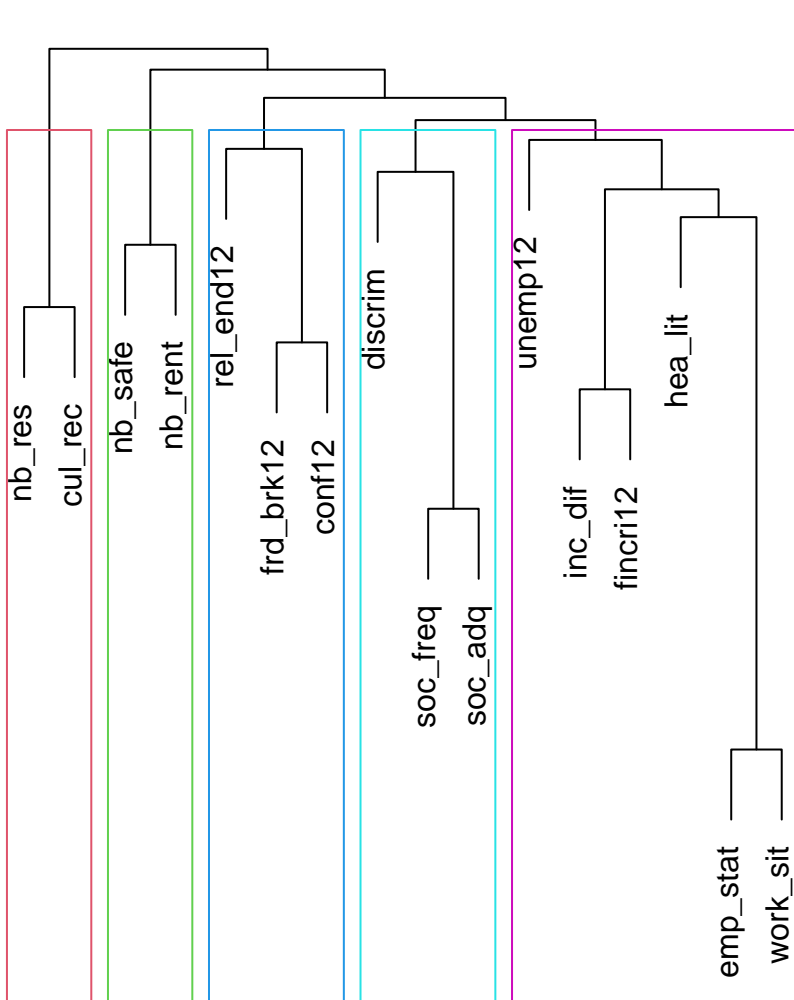 nb_res
cul_rec
nb_safe
nb_rent
rel_end12
frd_brk12
conf12
discrim
soc_freq
soc_adq
unemp12
inc_dif
fincri12
hea_lit
emp_stat
work_sit